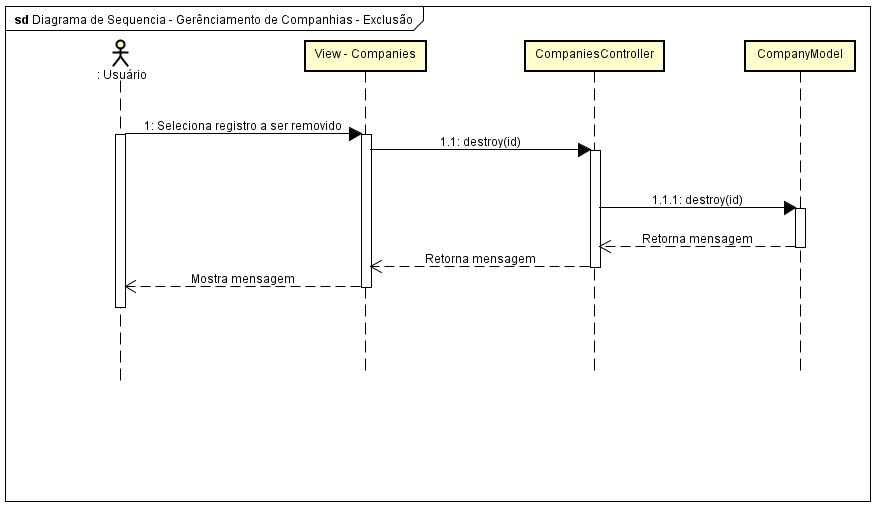 sd Diagrama de Sequencia - Gerênciamento de Companhias - Exclusão
: Usuário
View - Companies
CompaniesController
CompanyModel
1: Seleciona registro a ser removido
1.1: destroy(id)
1.1.1: destroy(id)
Retorna mensagem
Retorna mensagem
Mostra mensagem